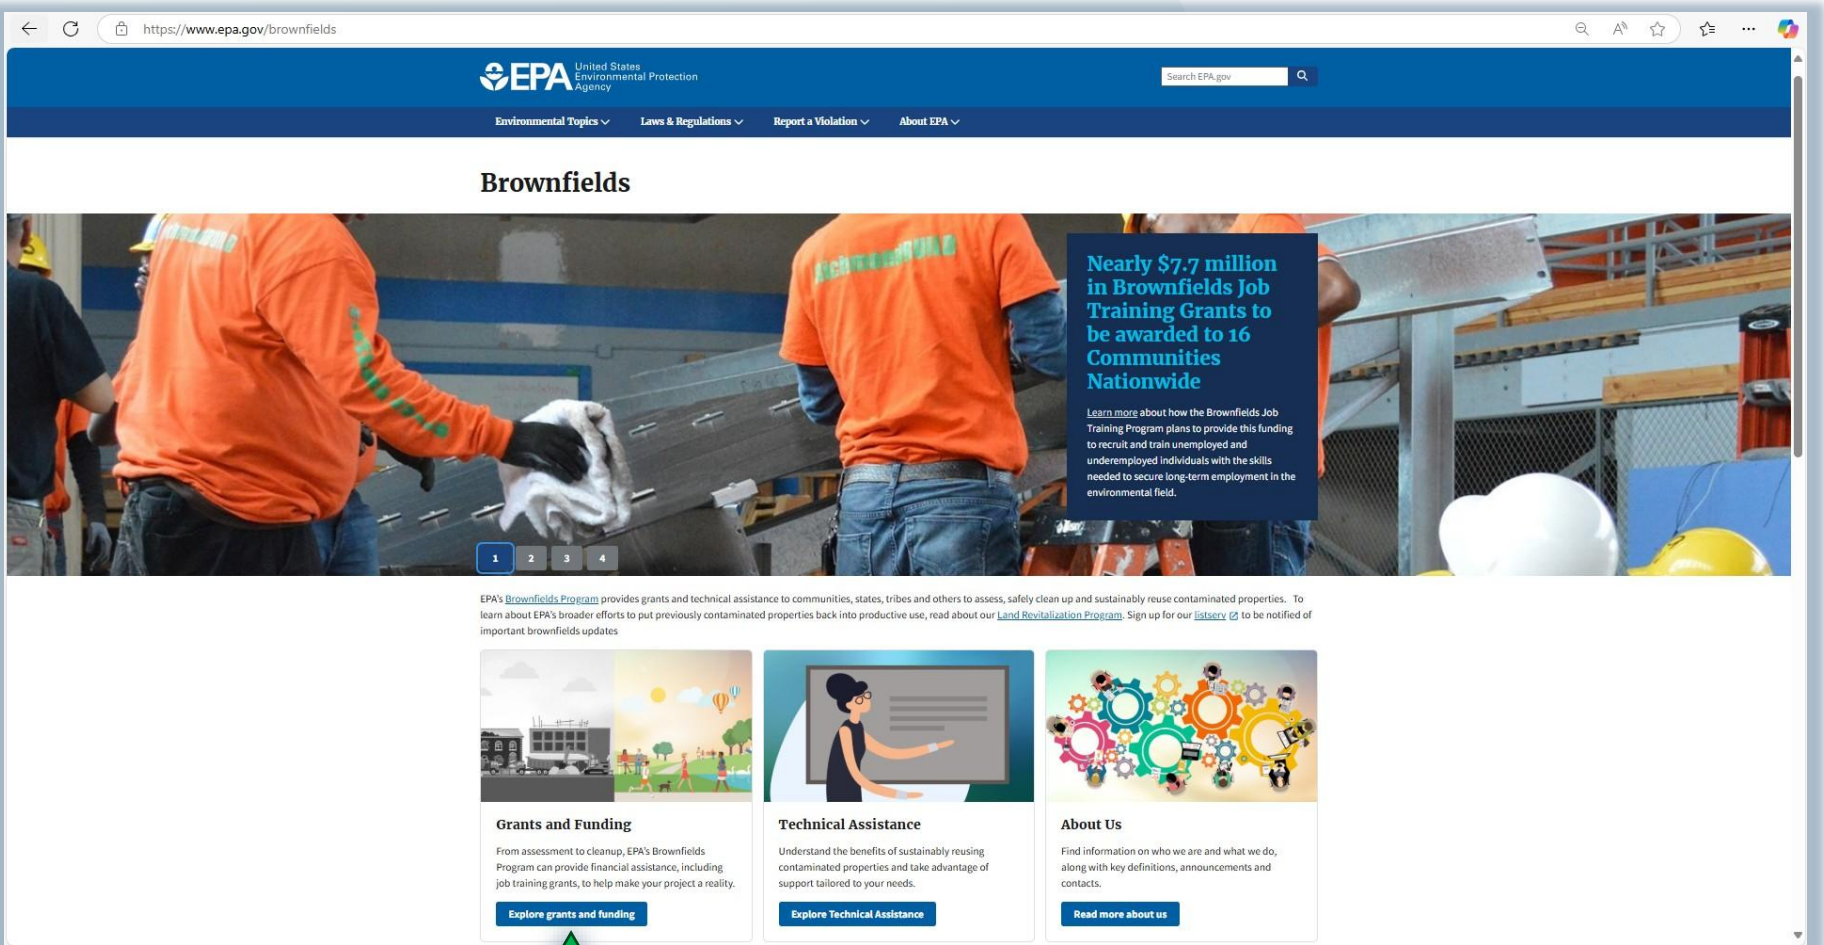 https://www.epa.gov/brownfields
EPA
United States
Environmental Protection
Agency
Search EPA.gov
Environmental Topics
Laws & Regulations
Report a Violation
About EPA
Brownfields
RichmondBUILD
Nearly $7.7 million
in Brownfields Job
Training Grants to
be awarded to 16
Communities
Nationwide
Learn more about how the Brownfields Job
Training Program plans to provide this funding
to recruit and train unemployed and
underemployed individuals with the skills
needed to secure long-term employment in the
environmental field.
1 2 3 4
EPA's Brownfields Program provides grants and technical assistance to communities, states, tribes and others to assess, safely clean up and sustainably reuse contaminated properties. To
learn about EPA's broader efforts to put previously contaminated properties back into productive use, read about our Land Revitalization Program. Sign up for our listserv to be notified of
important brownfields updates
Grants and Funding
From assessment to cleanup, EPA's Brownfields
Program can provide financial assistance, including
job training grants, to help make your project a reality.
Explore grants and funding
Technical Assistance
Understand the benefits of sustainably reusing
contaminated properties and take advantage of
support tailored to your needs.
Explore Technical Assistance
About Us
Find information on who we are and what we do,
along with key definitions, announcements and
contacts.
Read more about us